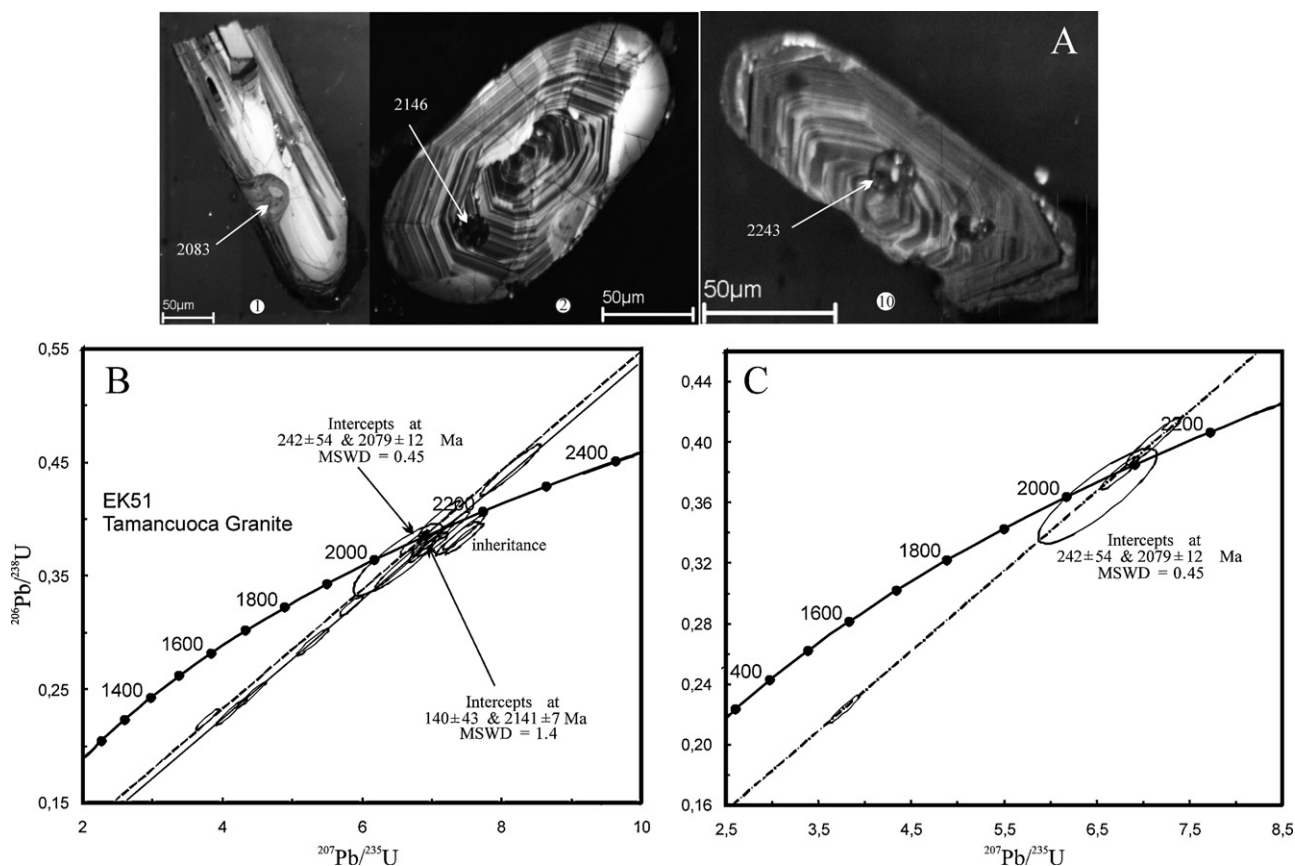 A
2083
2146
2243
50µm
50µm
50µm
1
2
10
B
0,55
0,45
0,35
0,25
0,15
206Pb/238U
Intercepts at
242±54 & 2079±12 Ma
MSWD = 0.45
EK51
Tamancuoca Granite
2400
2200
2000
1800
1600
1400
inheritance
Intercepts at
140±43 & 2141±7 Ma
MSWD = 1.4
2 4 6 8 10
207Pb/235U
C
0,44
0,40
0,36
0,32
0,28
0,24
0,20
0,16
2200
2000
1800
1600
400
Intercepts at
242±54 & 2079±12 Ma
MSWD = 0.45
2,5 3,5 4,5 5,5 6,5 7,5 8,5
207Pb/235U